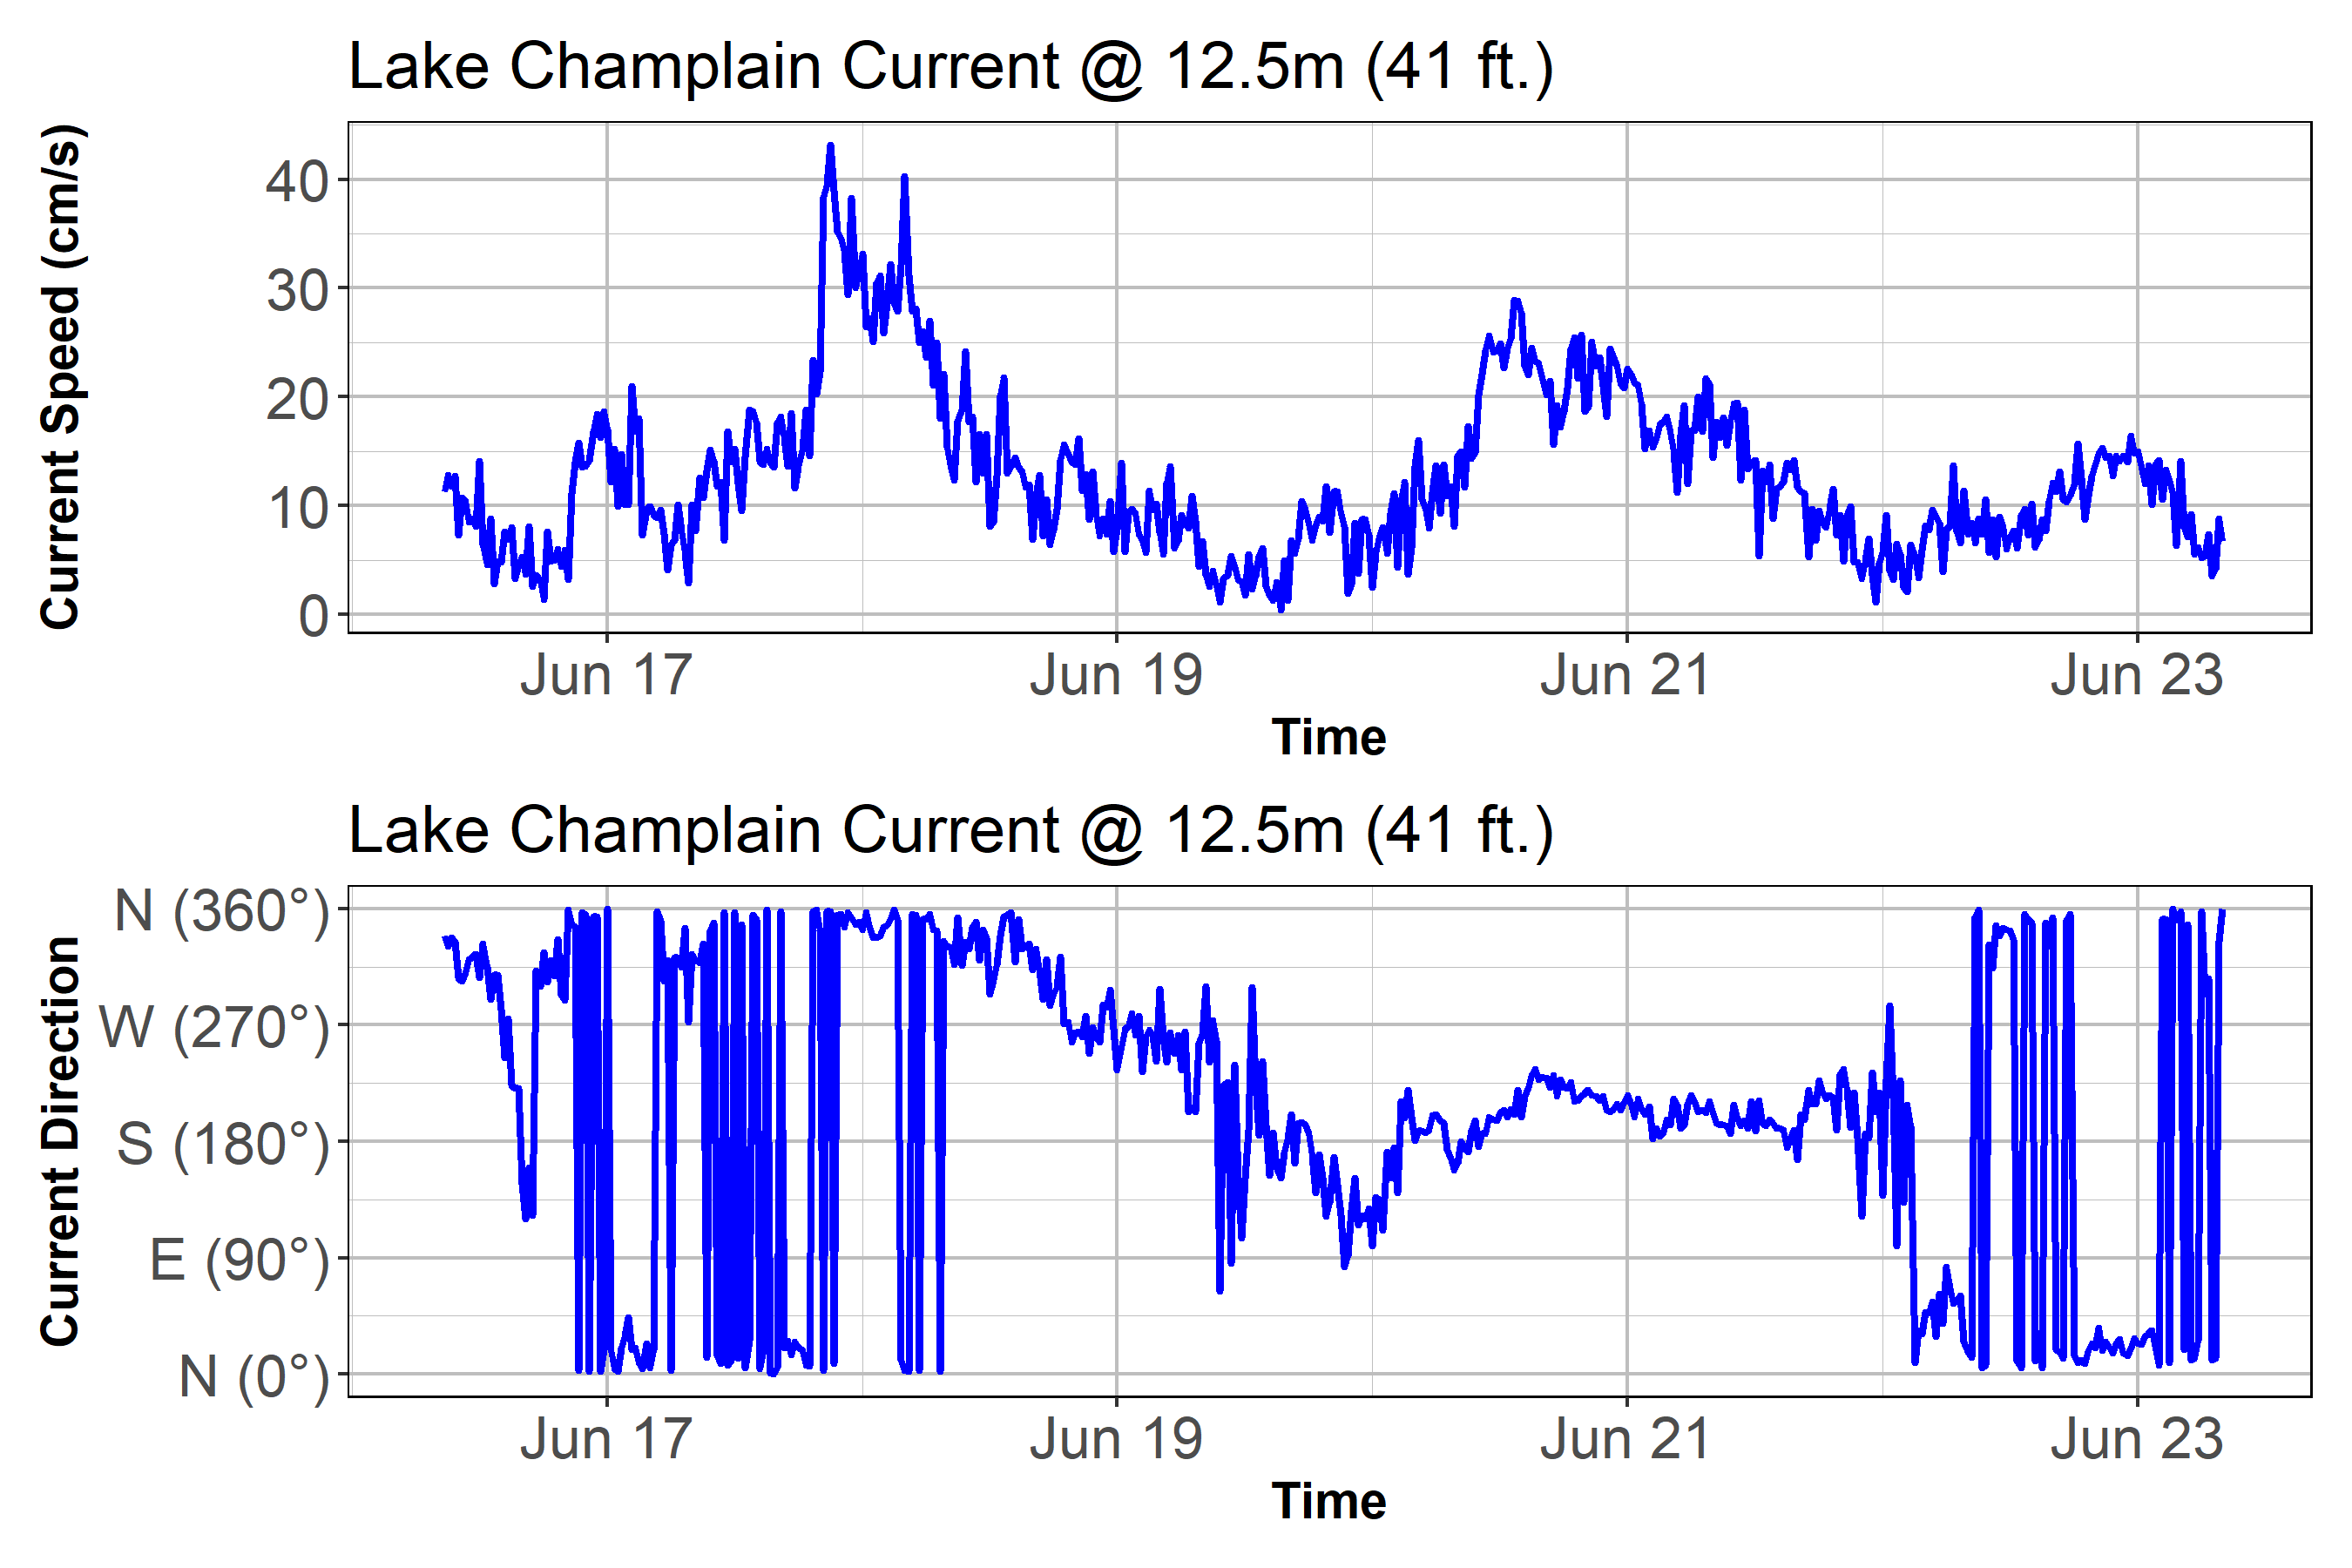 Lake Champlain Current @ 12.5m (41 ft.)
Current Speed (cm/s)
40
30
20
10
0
Jun 17 Jun 19 Jun 21 Jun 23
Time
Lake Champlain Current @ 12.5m (41 ft.)
Current Direction
N (360°)
W (270°)
S (180°)
E (90°)
N (0°)
Jun 17 Jun 19 Jun 21 Jun 23
Time